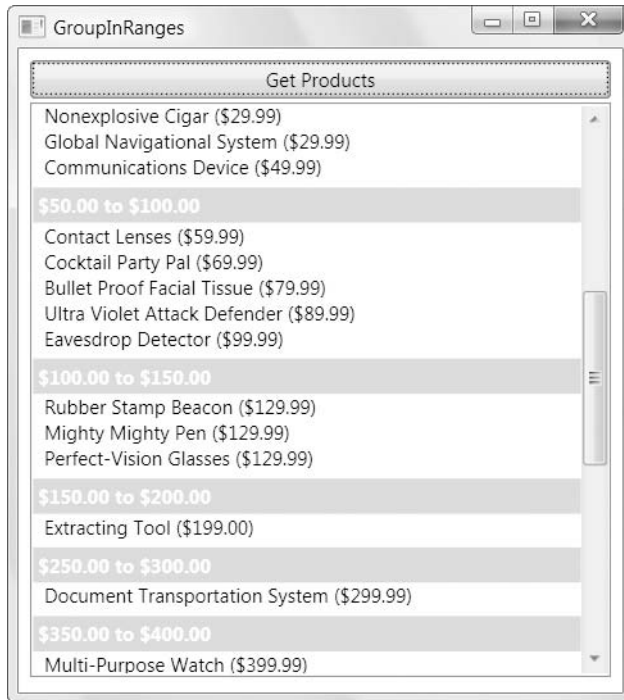 GroupInRanges
Get Products
Nonexplosive Cigar ($29.99)
Global Navigational System ($29.99)
Communications Device ($49.99)
$50.00 to $100.00
Contact Lenses ($59.99)
Cocktail Party Pal ($69.99)
Bullet Proof Facial Tissue ($79.99)
Ultra Violet Attack Defender ($89.99)
Eavesdrop Detector ($99.99)
$100.00 to $150.00
Rubber Stamp Beacon ($129.99)
Mighty Mighty Pen ($129.99)
Perfect-Vision Glasses ($129.99)
$150.00 to $200.00
Extracting Tool ($199.00)
$250.00 to $300.00
Document Transportation System ($299.99)
$350.00 to $400.00
Multi-Purpose Watch ($399.99)